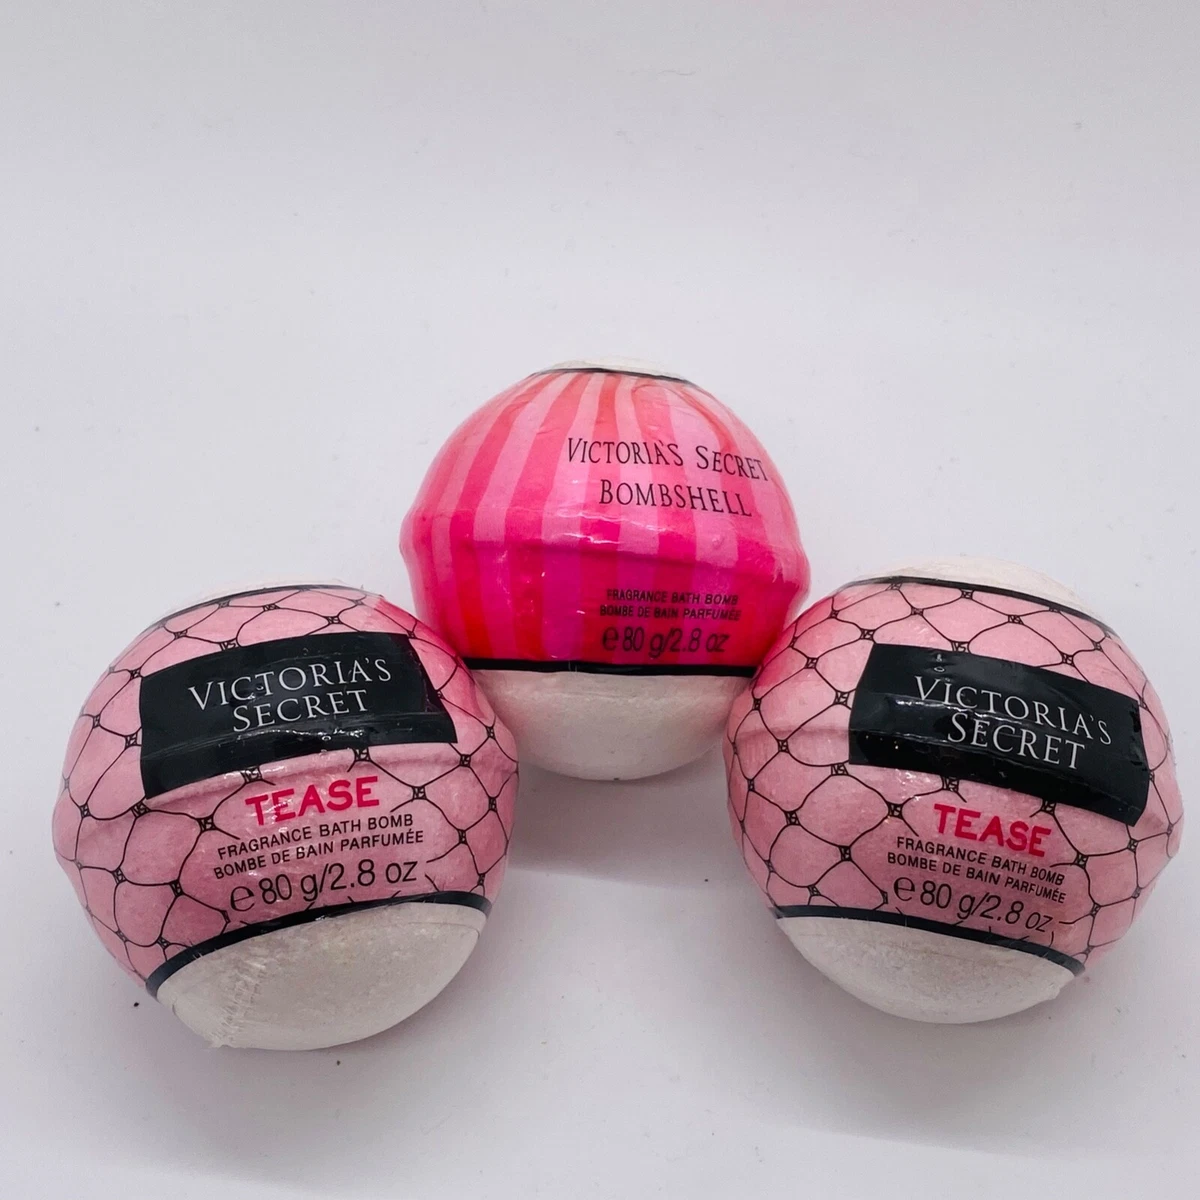 VICTORIA'S SECRET
BOMBSHELL
FRAGRANCE BATH BOMB
BOMBE DE BAIN PARFUMÉE
e 80 g/2.8 oz
VICTORIA'S
SECRET
TEASE
FRAGRANCE BATH BOMB
BOMBE DE BAIN PARFUMÉE
e 80 g/2.8 oz
VICTORIA'S
SECRET
TEASE
FRAGRANCE BATH BOMB
BOMBE DE BAIN PARFUMÉE
e 80 g/2.8 oz